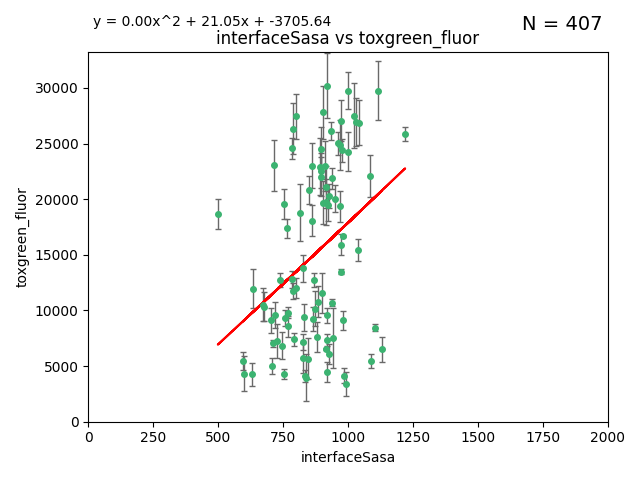 y = 0.00x^2 + 21.05x + -3705.64
N = 407
interfaceSasa vs toxgreen_fluor
30000
25000
20000
15000
10000
5000
0
toxgreen_fluor
0 250 500 750 1000 1250 1500 1750 2000
interfaceSasa